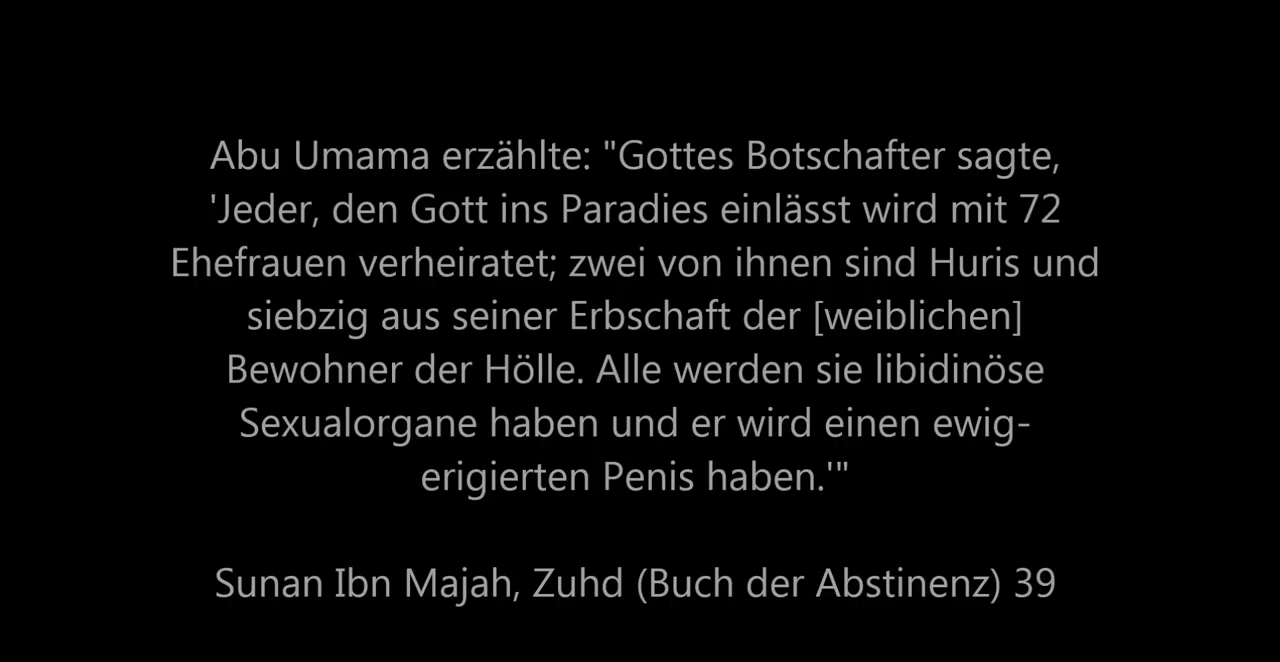 Abu Umama erzählte: "Gottes Botschafter sagte,
'Jeder, den Gott ins Paradies einlässt wird mit 72
Ehefrauen verheiratet; zwei von ihnen sind Huris und
siebzig aus seiner Erbschaft der [weiblichen]
Bewohner der Hölle. Alle werden sie libidinöse
Sexualorgane haben und er wird einen ewig-
erigierten Penis haben.'"
Sunan Ibn Majah, Zuhd (Buch der Abstinenz) 39